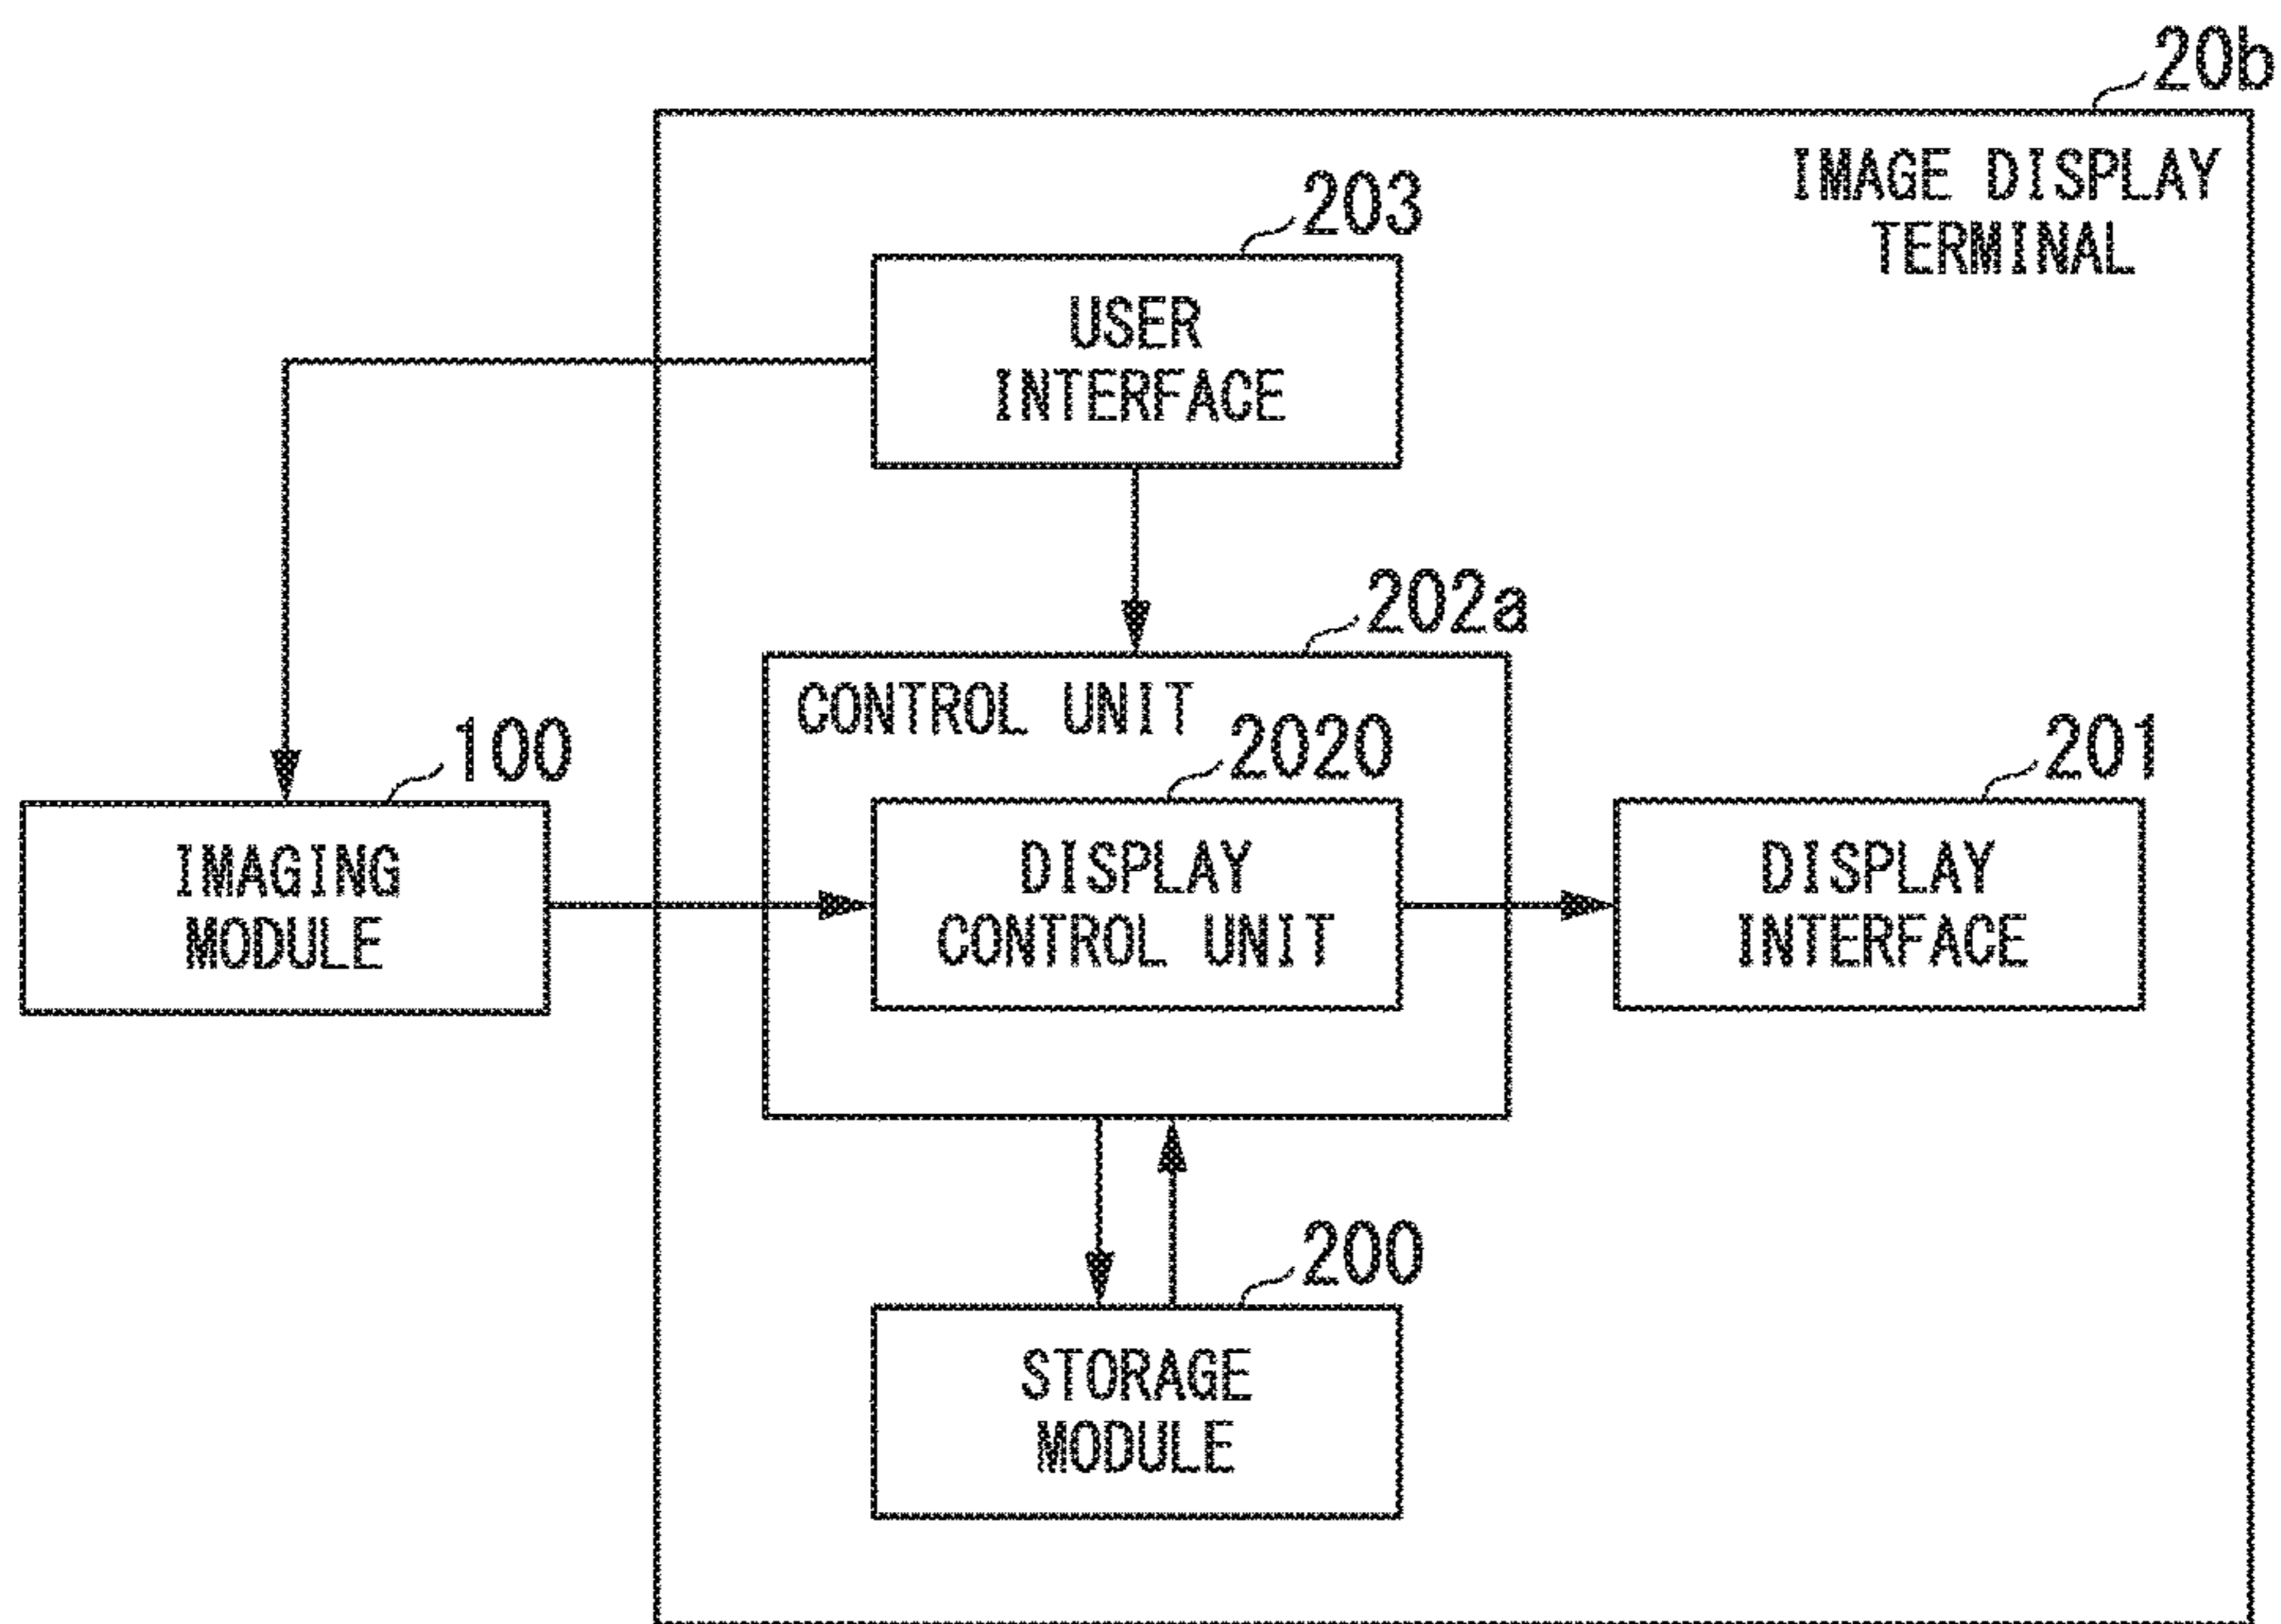 20b
IMAGE DISPLAY
TERMINAL
203
USER
INTERFACE
202a
CONTROL UNIT
100
2020
201
IMAGING
MODULE
DISPLAY
CONTROL UNIT
DISPLAY
INTERFACE
200
STORAGE
MODULE